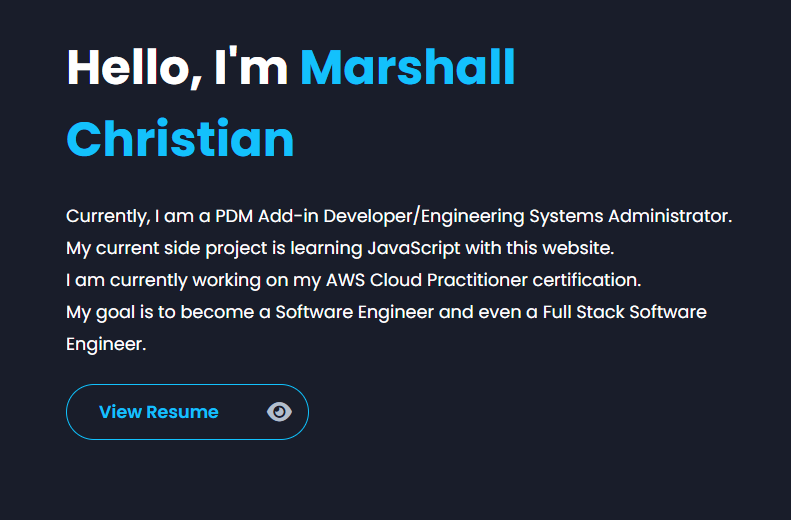 Hello, I'm Marshall
Christian
Currently, I am a PDM Add-in Developer/Engineering Systems Administrator.
My current side project is learning JavaScript with this website.
I am currently working on my AWS Cloud Practitioner certification.
My goal is to become a Software Engineer and even a Full Stack Software
Engineer.
View Resume